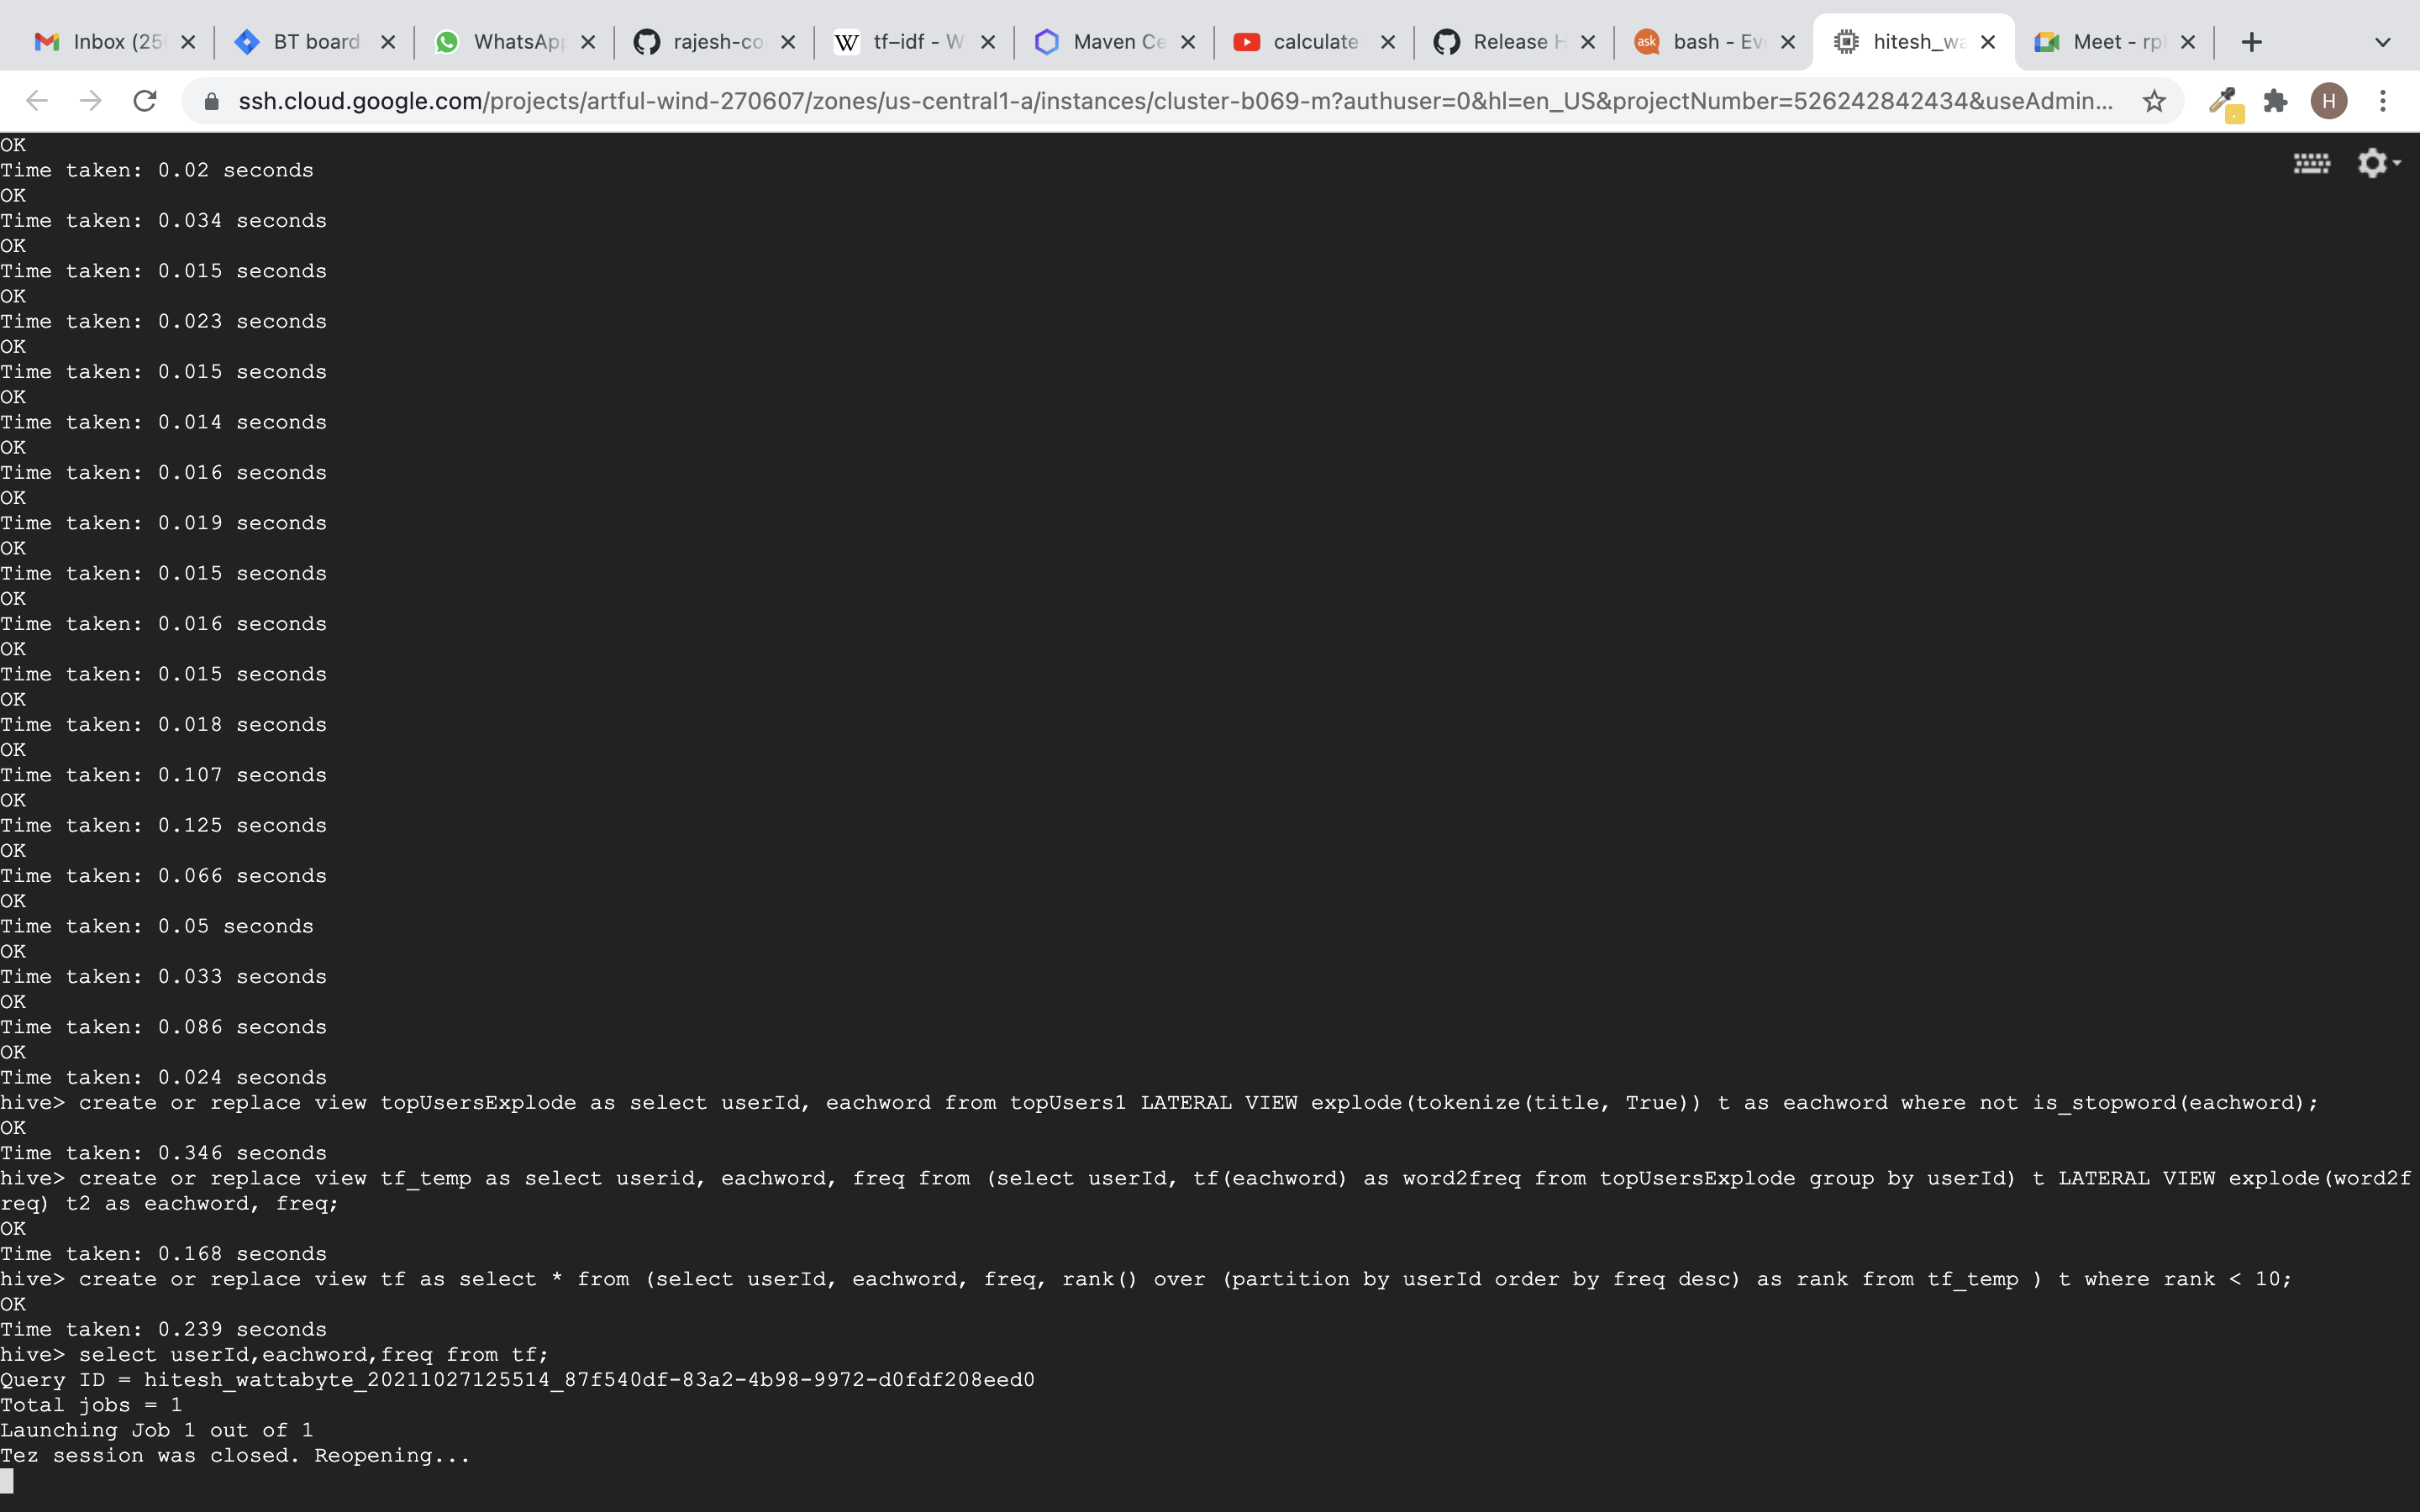 Inbox (25
BT board
WhatsApp
rajesh-co
W tf–idf - W
Maven Ce
calculate
Release H
ask bash - Ev
hitesh_wa
Meet - rp
ssh.cloud.google.com/projects/artful-wind-270607/zones/us-central1-a/instances/cluster-b069-m?authuser=0&hl=en_US&projectNumber=526242842434&useAdmin...
H
OK
Time taken: 0.02 seconds
OK
Time taken: 0.034 seconds
OK
Time taken: 0.015 seconds
OK
Time taken: 0.023 seconds
OK
Time taken: 0.015 seconds
OK
Time taken: 0.014 seconds
OK
Time taken: 0.016 seconds
OK
Time taken: 0.019 seconds
OK
Time taken: 0.015 seconds
OK
Time taken: 0.016 seconds
OK
Time taken: 0.015 seconds
OK
Time taken: 0.018 seconds
OK
Time taken: 0.107 seconds
OK
Time taken: 0.125 seconds
OK
Time taken: 0.066 seconds
OK
Time taken: 0.05 seconds
OK
Time taken: 0.033 seconds
OK
Time taken: 0.086 seconds
OK
Time taken: 0.024 seconds
hive> create or replace view topUsersExplode as select userId, eachword from topUsers1 LATERAL VIEW explode(tokenize(title, True)) t as eachword where not is_stopword(eachword);
OK
Time taken: 0.346 seconds
hive> create or replace view tf_temp as select userid, eachword, freq from (select userId, tf(eachword) as word2freq from topUsersExplode group by userId) t LATERAL VIEW explode(word2f
req) t2 as eachword, freq;
OK
Time taken: 0.168 seconds
hive> create or replace view tf as select * from (select userId, eachword, freq, rank() over (partition by userId order by freq desc) as rank from tf_temp ) t where rank < 10;
OK
Time taken: 0.239 seconds
hive> select userId,eachword,freq from tf;
Query ID = hitesh_wattabyte_20211027125514_87f540df-83a2-4b98-9972-d0fdf208eed0
Total jobs = 1
Launching Job 1 out of 1
Tez session was closed. Reopening...